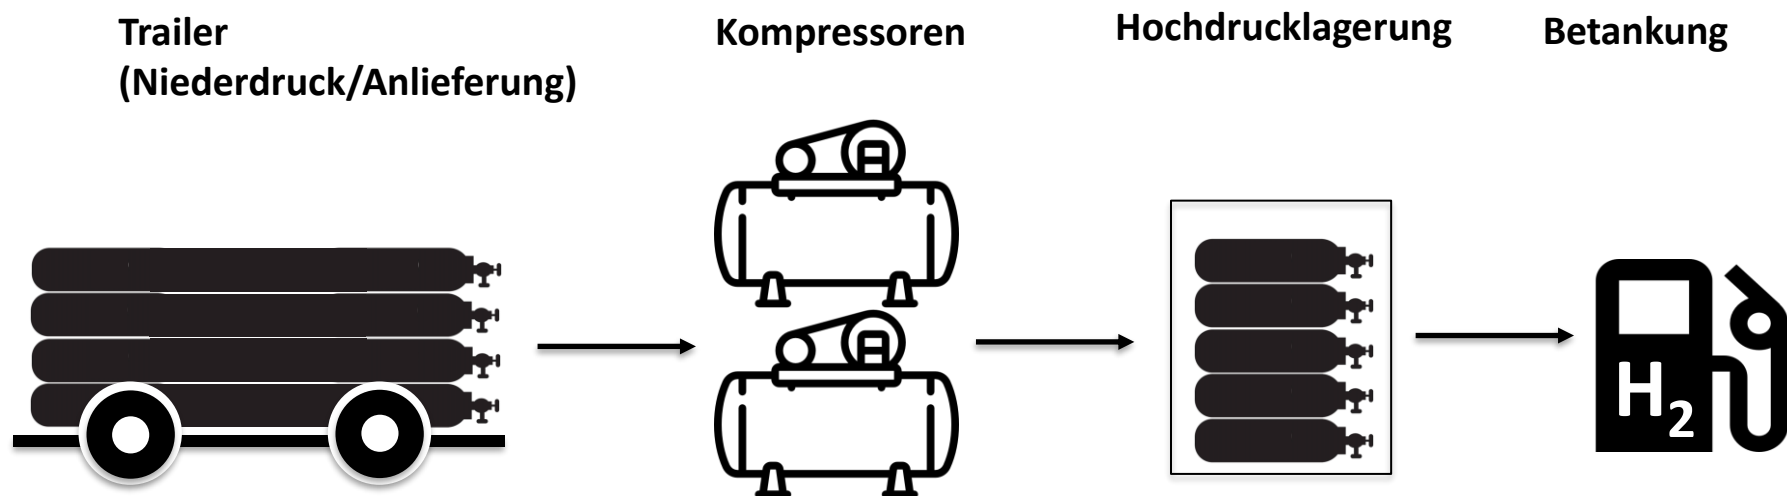 Trailer
(Niederdruck/Anlieferung)
Kompressoren
Hochdrucklagerung
Betankung
H₂